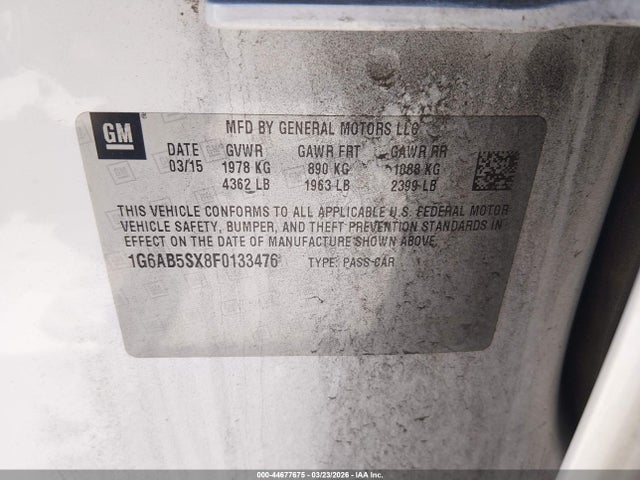 GM
MFD BY GENERAL MOTORS LLC
DATE GVWR GAWR FRT GAWR RR
03/15 1978 KG 890 KG 1088 KG
4362 LB 1963 LB 2399 LB
THIS VEHICLE CONFORMS TO ALL APPLICABLE U.S. FEDERAL MOTOR
VEHICLE SAFETY, BUMPER, AND THEFT PREVENTION STANDARDS IN
EFFECT ON THE DATE OF MANUFACTURE SHOWN ABOVE.
1G6AB5SX8F0133476 TYPE: PASS-CAR
000-44677675 - 03/23/2026 - IAA Inc.